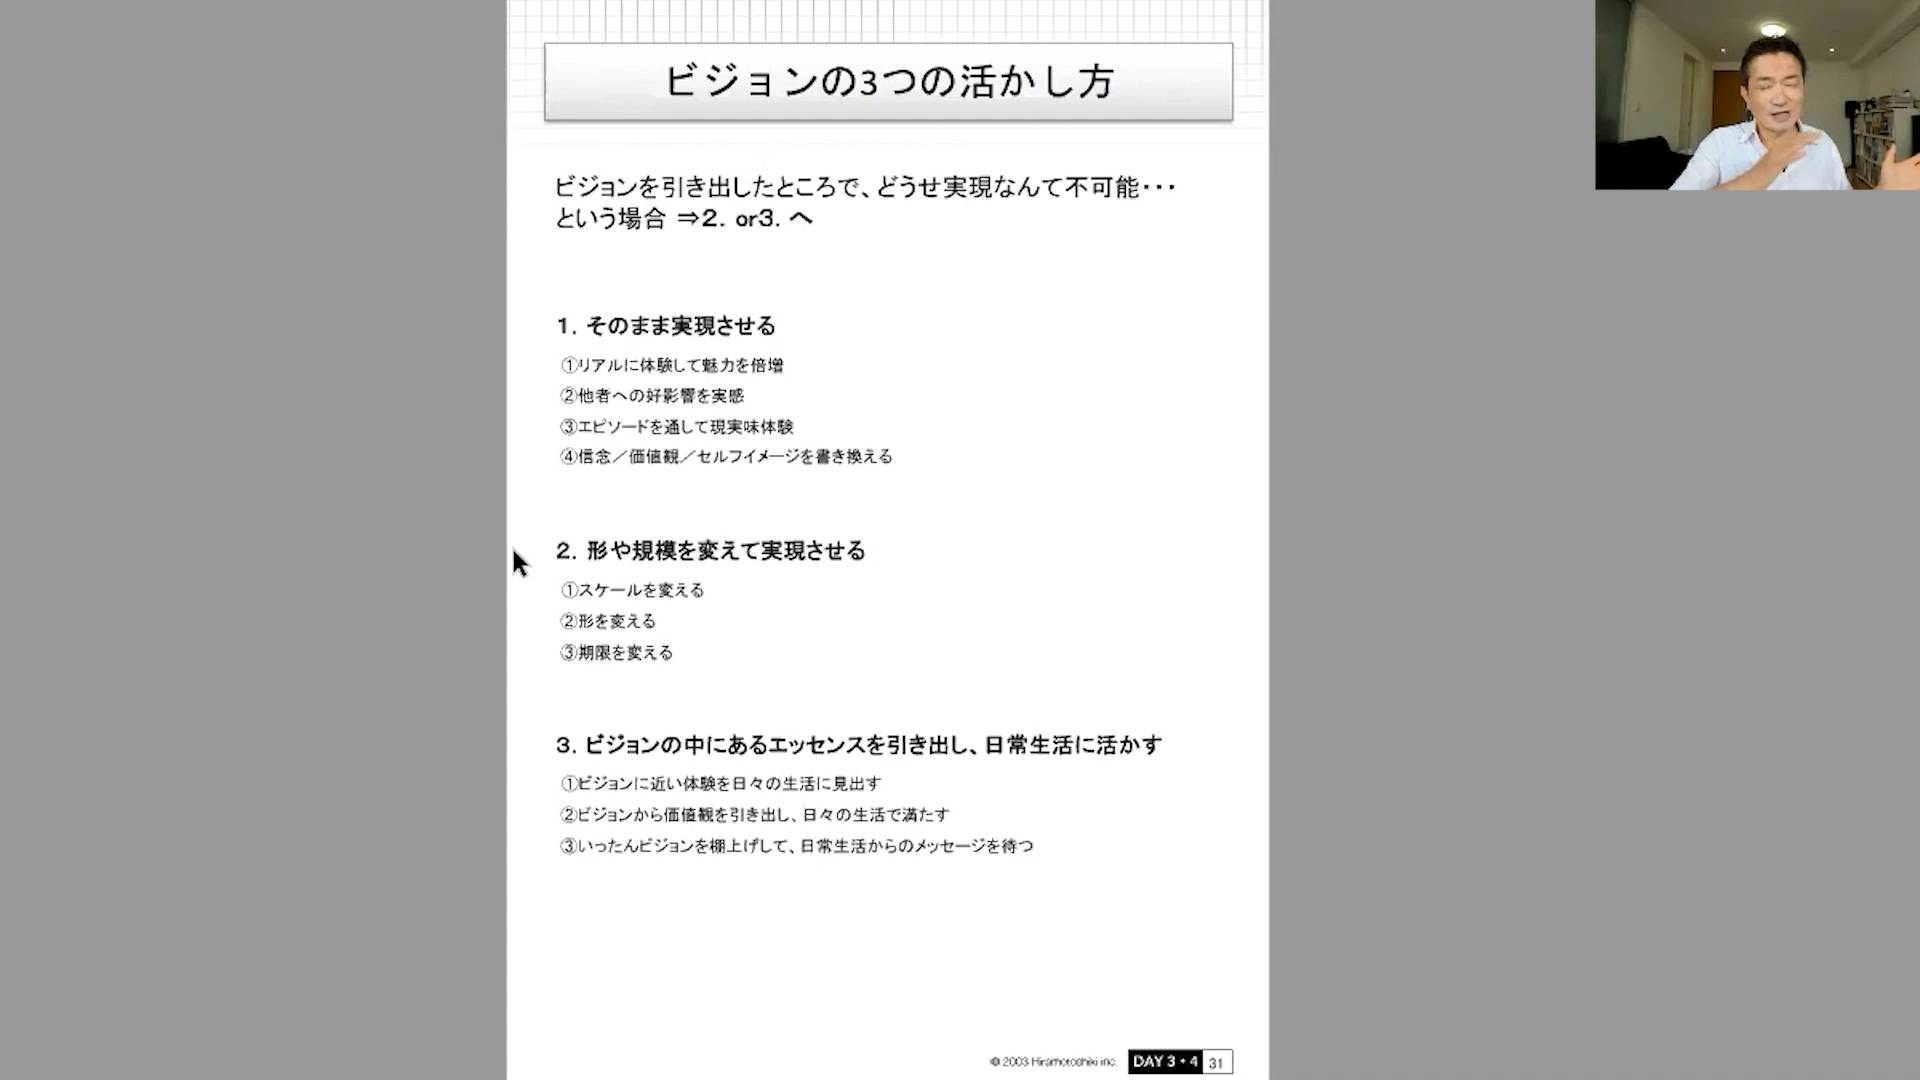 ビジョンの3つの活かし方
ビジョンを引き出したところで、どうせ実現なんて不可能・・・
という場合 ⇒2. or3. へ
1. そのまま実現させる
①リアルに体験して魅力を倍増
②他者への好影響を実感
③エピソードを通して現実味体験
④信念／価値観／セルフイメージを書き換える
2. 形や規模を変えて実現させる
①スケールを変える
②形を変える
③期限を変える
3. ビジョンの中にあるエッセンスを引き出し、日常生活に活かす
①ビジョンに近い体験を日々の生活に見出す
②ビジョンから価値観を引き出し、日々の生活で満たす
③いったんビジョンを棚上げして、日常生活からのメッセージを待つ
© 2003 Hiramotoshiki inc. DAY 3・4 31